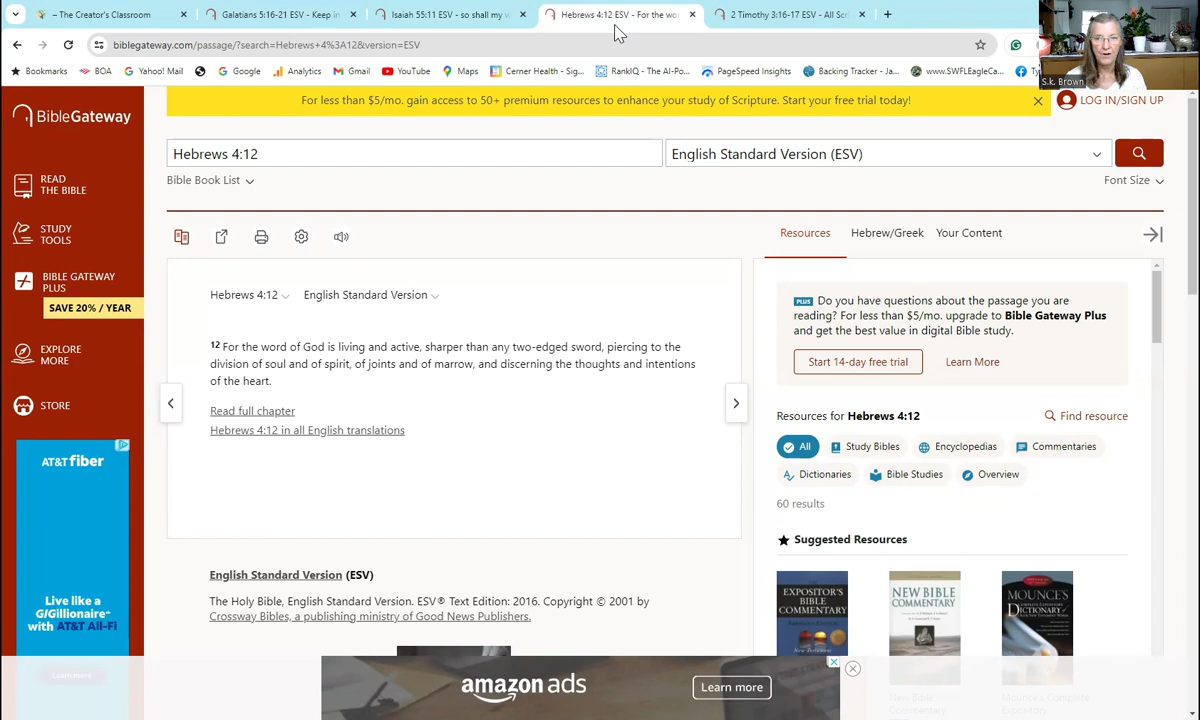 – The Creator's Classroom
Galatians 5:16-21 ESV - Keep in
Isaiah 55:11 ESV - so shall my
Hebrews 4:12 ESV - For the wo
2 Timothy 3:16-17 ESV - All Scri
biblegateway.com/passage/?search=Hebrews+4%3A12&version=ESV
Bookmarks
BOA
Yahoo! Mail
Google
Analytics
Gmail
YouTube
Maps
Cerner Health - Sig...
RankIQ - The AI-Po...
PageSpeed Insights
Backing Tracker - Ja...
www.SWFLEagleCa...
S.k. Brown
For less than $5/mo. gain access to 50+ premium resources to enhance your study of Scripture. Start your free trial today!
LOG IN/SIGN UP
BibleGateway
READ
THE BIBLE
STUDY
TOOLS
BIBLE GATEWAY
PLUS
SAVE 20% / YEAR
EXPLORE
MORE
STORE
AT&T fiber
Live like a
GiGillionaire℠
with AT&T All-Fi
Learn more
Hebrews 4:12
English Standard Version (ESV)
Bible Book List
Font Size
Hebrews 4:12
English Standard Version
12 For the word of God is living and active, sharper than any two-edged sword, piercing to the
division of soul and of spirit, of joints and of marrow, and discerning the thoughts and intentions
of the heart.
Read full chapter
Hebrews 4:12 in all English translations
English Standard Version (ESV)
The Holy Bible, English Standard Version. ESV® Text Edition: 2016. Copyright © 2001 by
Crossway Bibles, a publishing ministry of Good News Publishers.
Resources
Hebrew/Greek
Your Content
PLUS Do you have questions about the passage you are
reading? For less than $5/mo. upgrade to Bible Gateway Plus
and get the best value in digital Bible study.
Start 14-day free trial
Learn More
Resources for Hebrews 4:12
Find resource
All
Study Bibles
Encyclopedias
Commentaries
Dictionaries
Bible Studies
Overview
60 results
Suggested Resources
EXPOSITOR'S
BIBLE
COMMENTARY
NEW BIBLE
COMMENTARY
MOUNCE'S
DICTIONARY
New Bible
Commentary
Mounce's Complete
Expository
amazon ads
Learn more